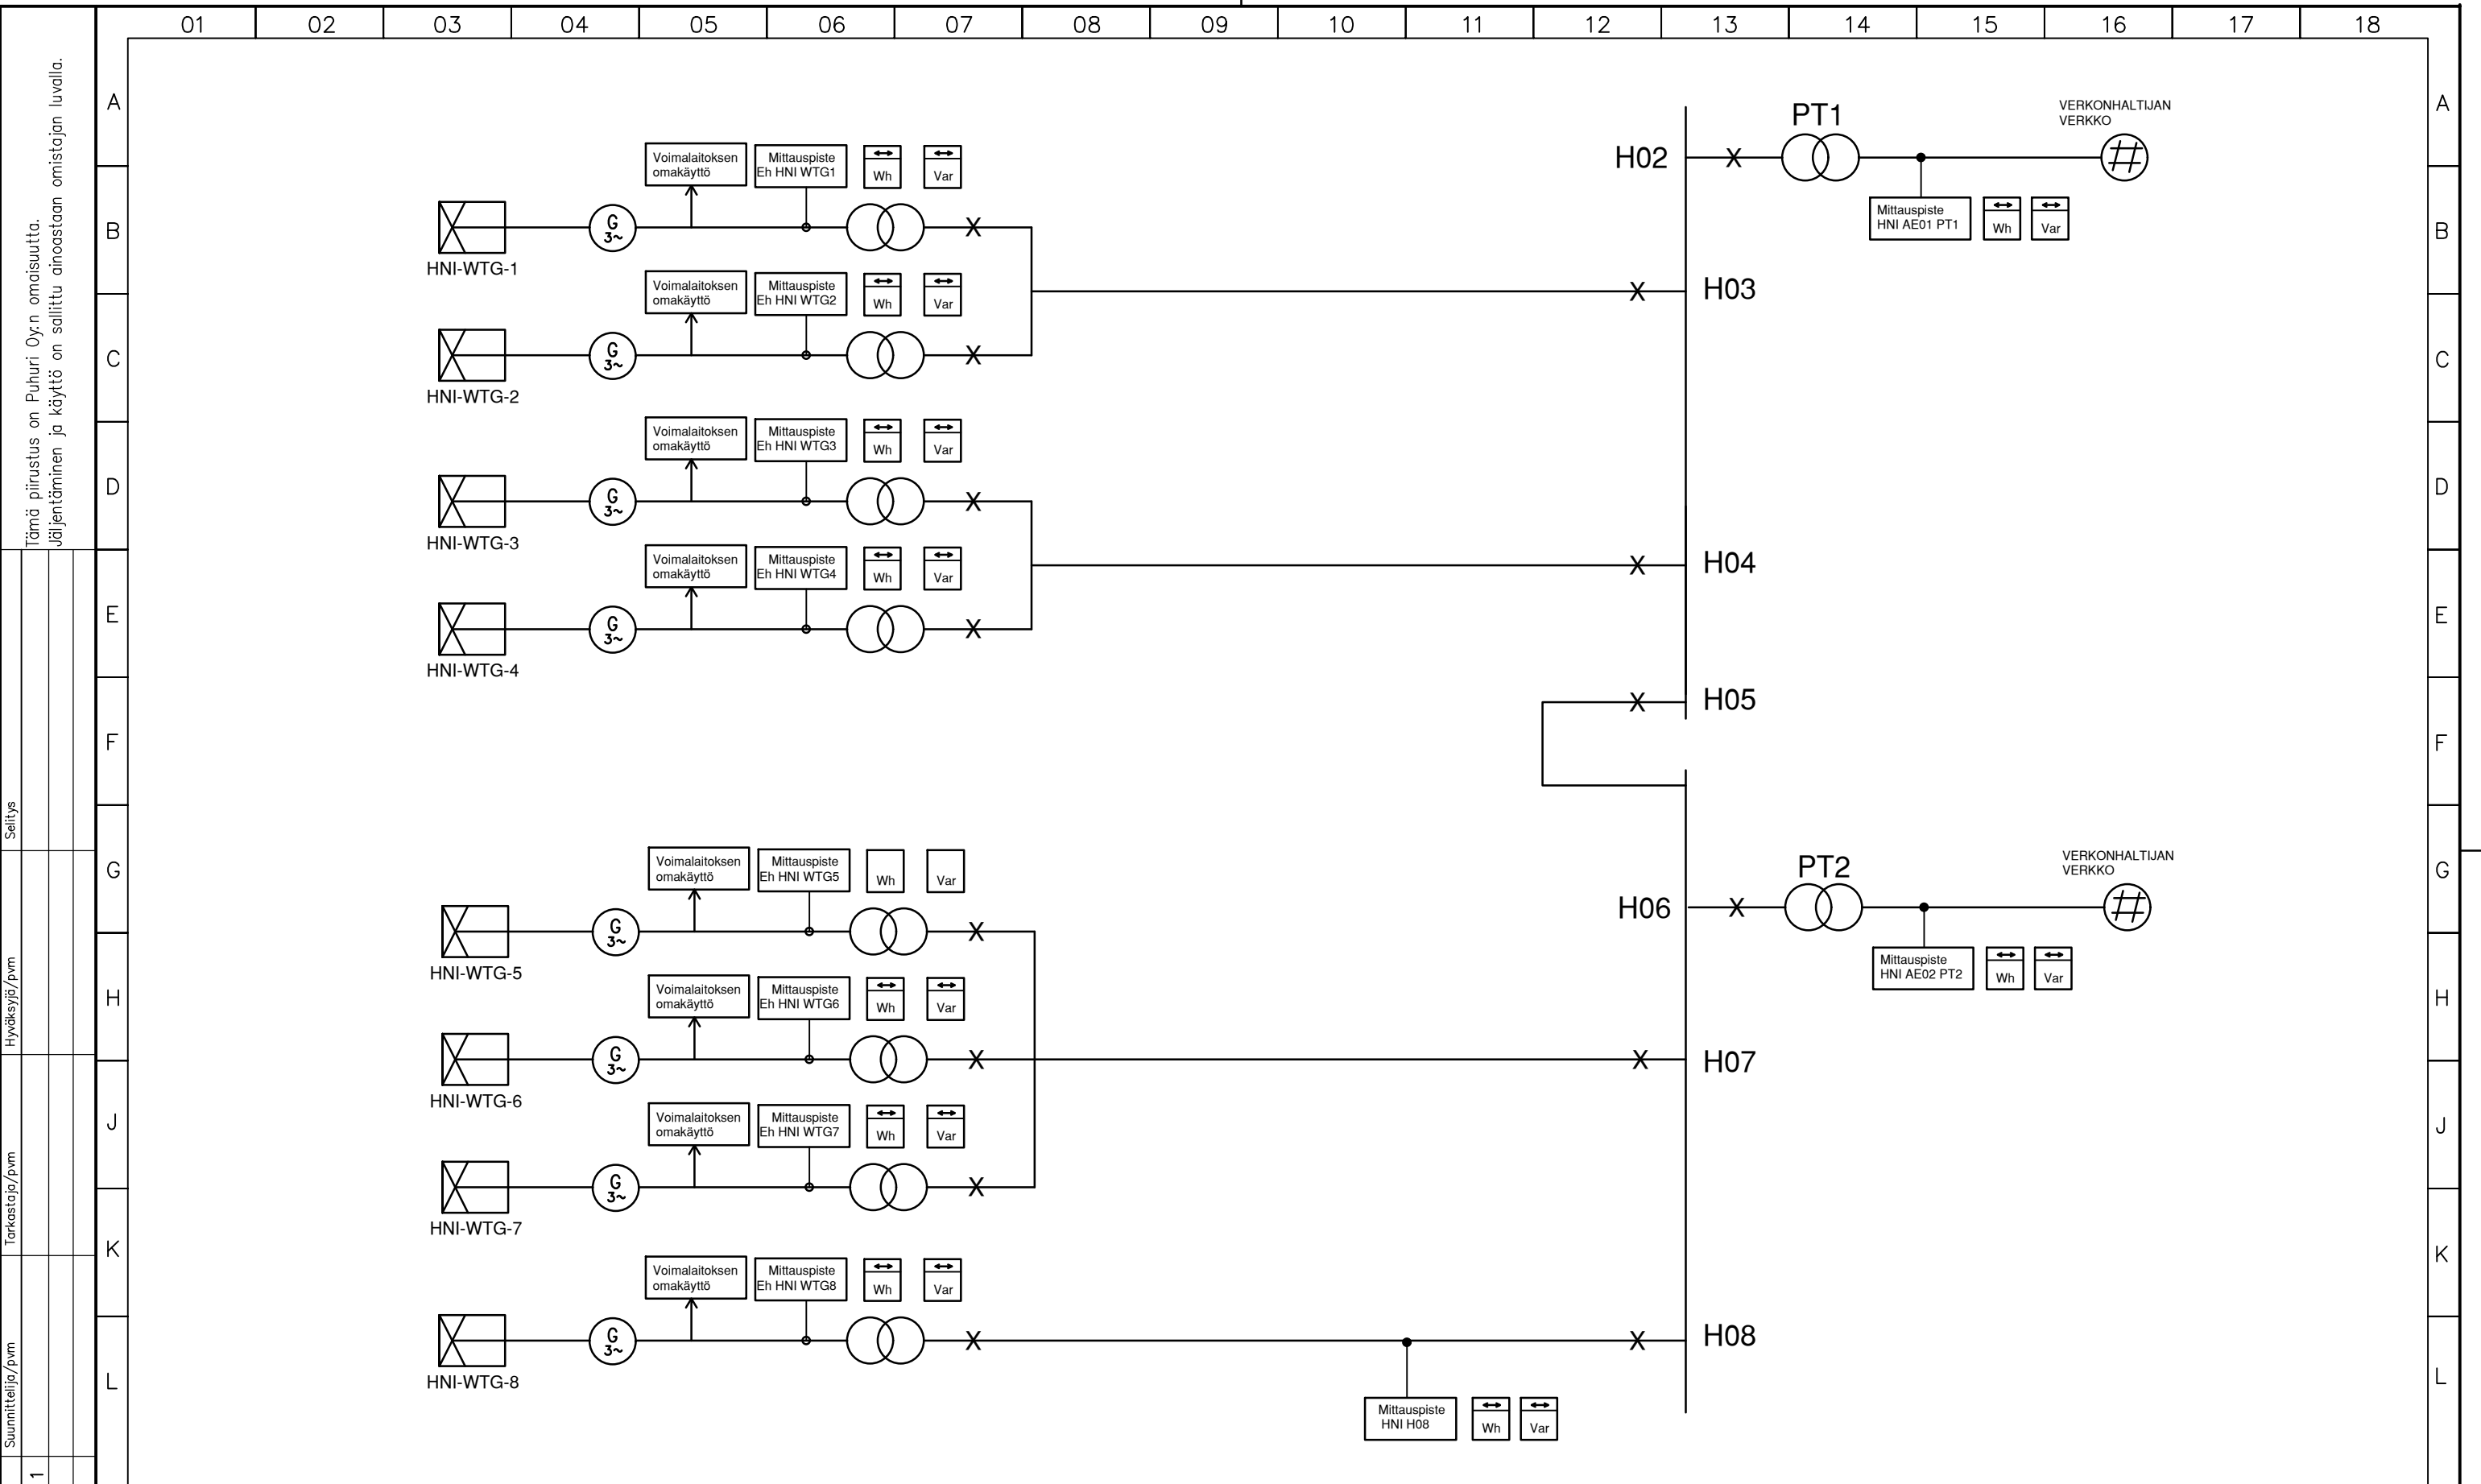 01 02 03 04 05 06 07 08 09 10 11 12 13 14 15 16 17 18
A
B
C
D
E
F
G
H
J
K
L
A
B
C
D
E
F
G
H
J
K
L
Tämä piirustus on Puhuri Oy:n omaisuutta.
Jäljentäminen ja käyttö on sallittu ainoastaan omistajan luvalla.
Selitys
Hyväksyjä/pvm
Tarkastaja/pvm
Suunnittelija/pvm
1
Voimalaitoksen
omakäyttö
Mittauspiste
Eh HNI WTG1
Wh
Var
G
3~
HNI-WTG-1
Voimalaitoksen
omakäyttö
Mittauspiste
Eh HNI WTG2
Wh
Var
G
3~
HNI-WTG-2
Voimalaitoksen
omakäyttö
Mittauspiste
Eh HNI WTG3
Wh
Var
G
3~
HNI-WTG-3
Voimalaitoksen
omakäyttö
Mittauspiste
Eh HNI WTG4
Wh
Var
G
3~
HNI-WTG-4
Voimalaitoksen
omakäyttö
Mittauspiste
Eh HNI WTG5
Wh
Var
G
3~
HNI-WTG-5
Voimalaitoksen
omakäyttö
Mittauspiste
Eh HNI WTG6
Wh
Var
G
3~
HNI-WTG-6
Voimalaitoksen
omakäyttö
Mittauspiste
Eh HNI WTG7
Wh
Var
G
3~
HNI-WTG-7
Voimalaitoksen
omakäyttö
Mittauspiste
Eh HNI WTG8
Wh
Var
G
3~
HNI-WTG-8
Mittauspiste
HNI H08
Wh
Var
H02
PT1
VERKONHALTIJAN
VERKKO
Mittauspiste
HNI AE01 PT1
Wh
Var
H03
H04
H05
H06
PT2
VERKONHALTIJAN
VERKKO
Mittauspiste
HNI AE02 PT2
Wh
Var
H07
H08